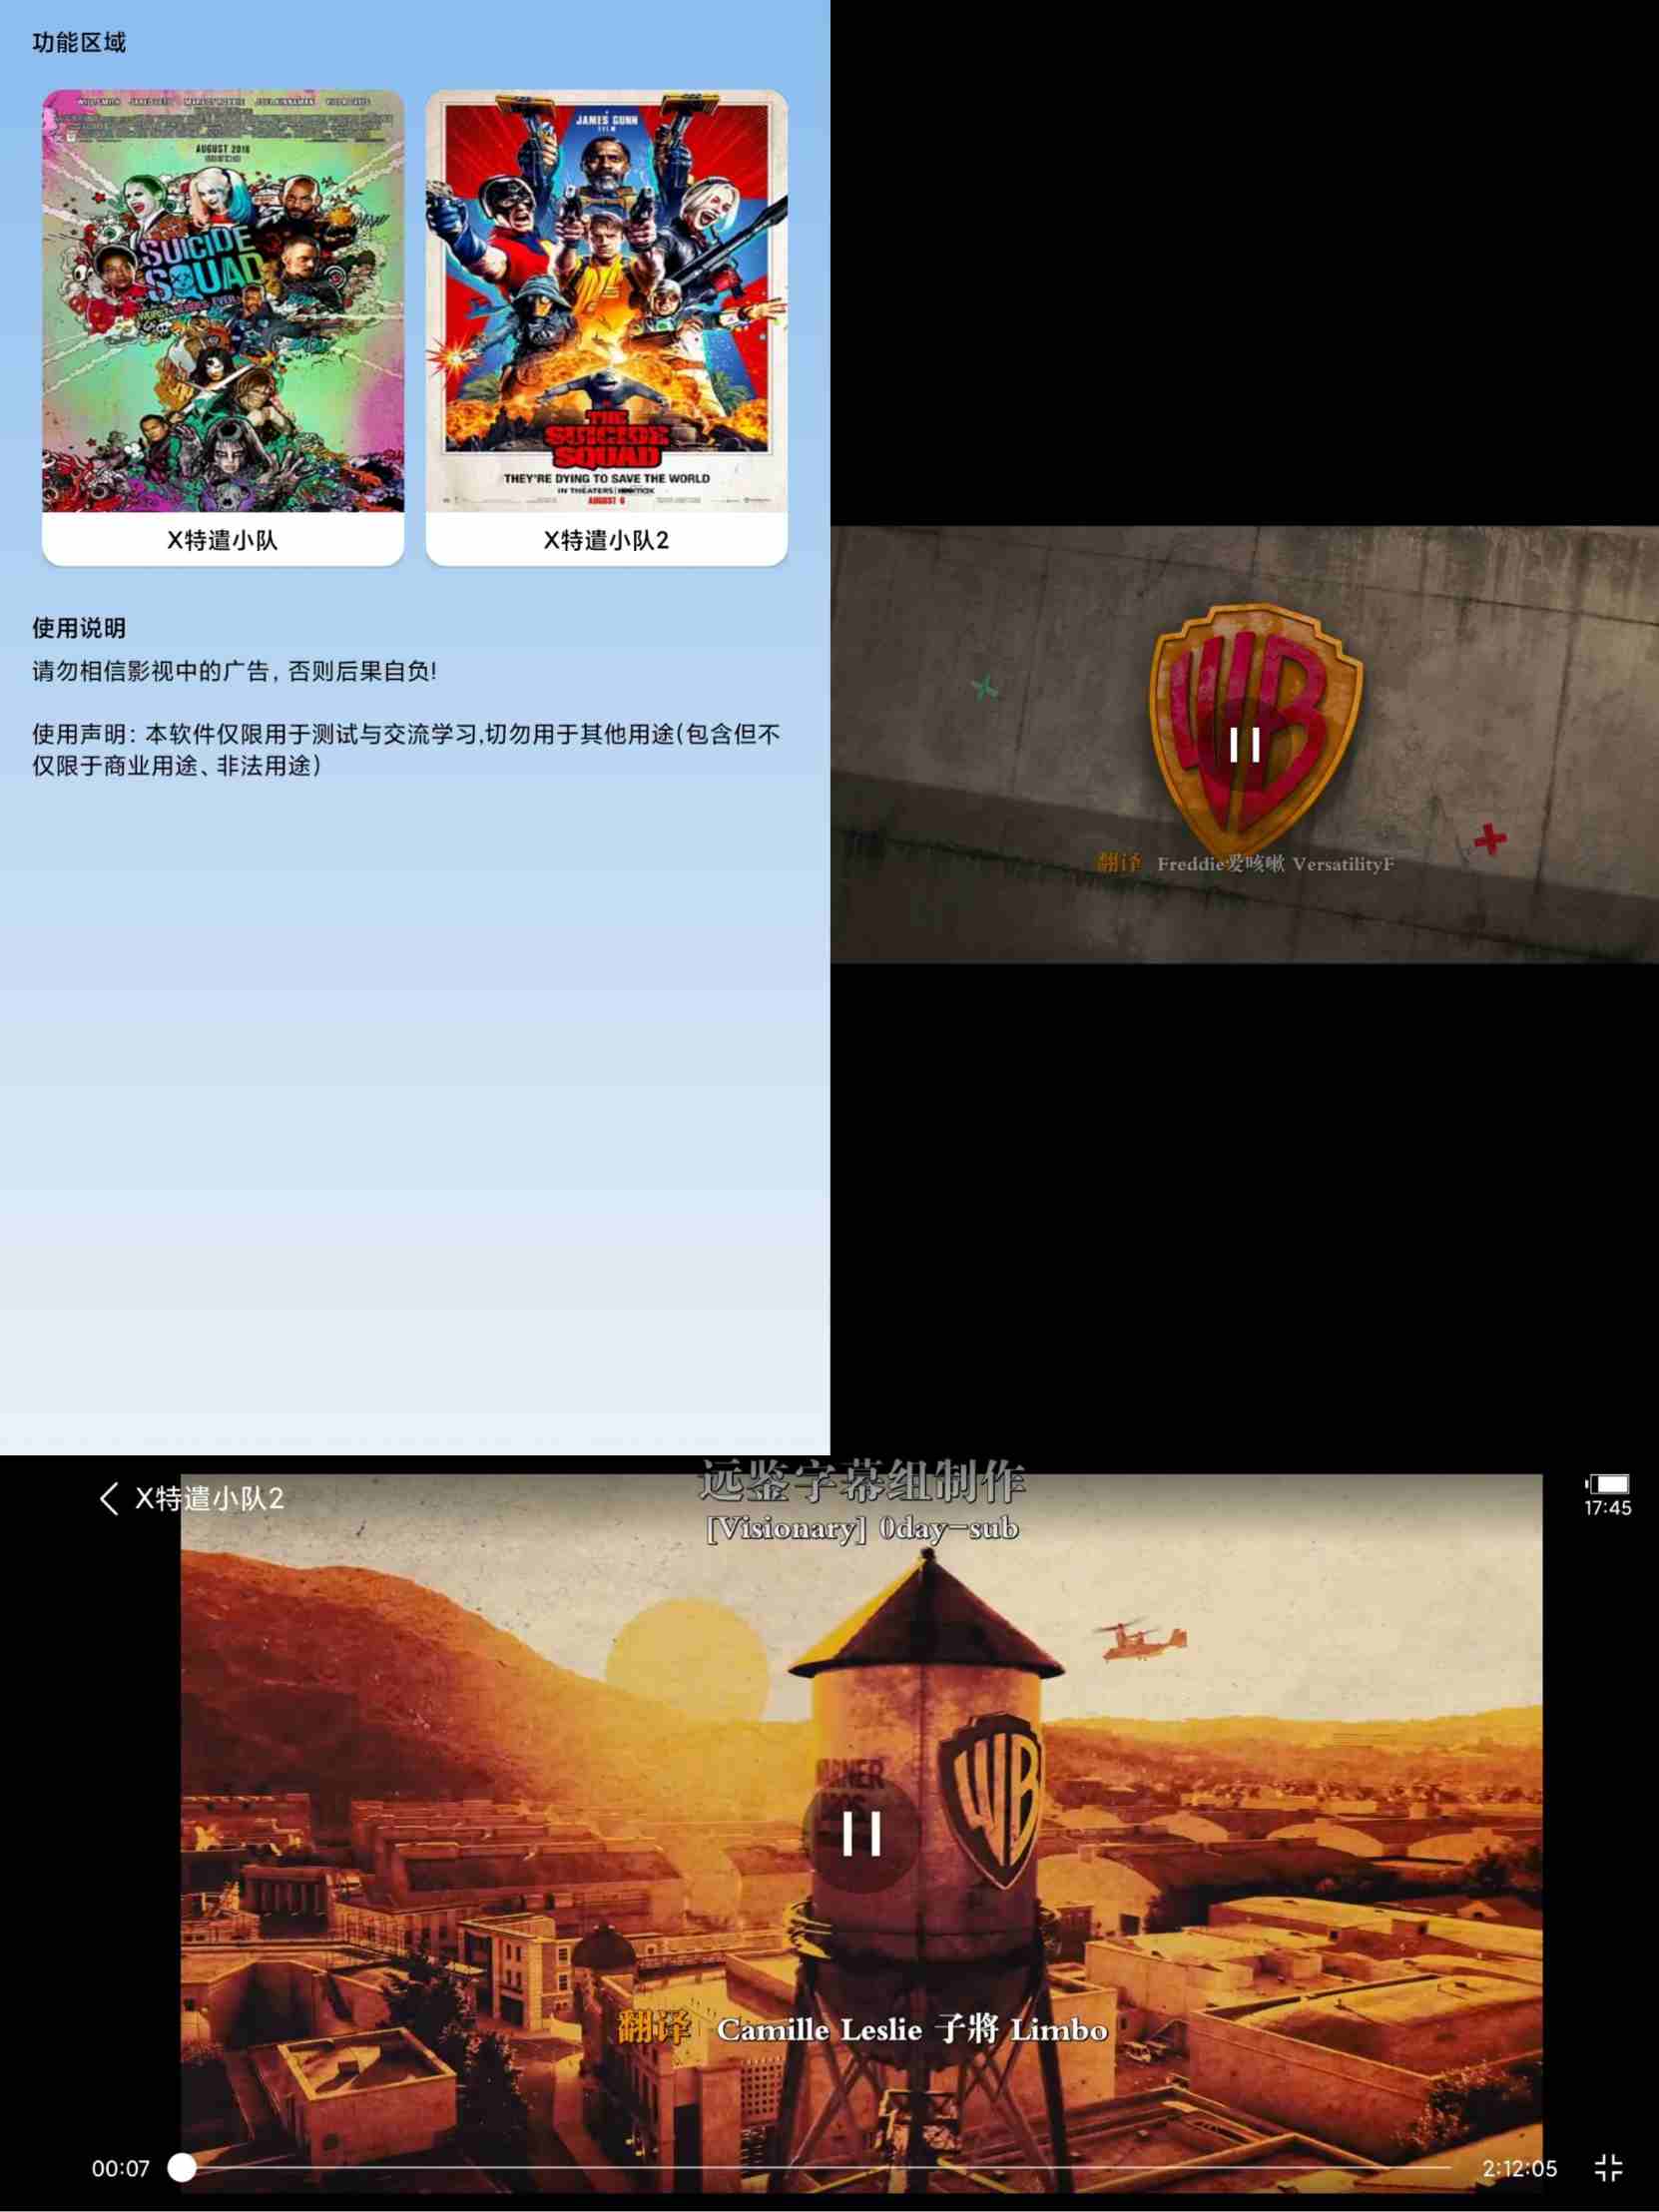 功能区域
AUGUST 2016
SUICIDE
SQUAD
X特遣小队
JAMES GUNN
FILM
THE
SUICIDE
SQUAD
THEY'RE DYING TO SAVE THE WORLD
IN THEATERS
AUGUST 6
X特遣小队2
使用说明
请勿相信影视中的广告, 否则后果自负!
使用声明: 本软件仅限用于测试与交流学习,切勿用于其他用途(包含但不
仅限于商业用途、非法用途)
WB
翻译 Freddie爱咳嗽 VersatilityF
远鉴字幕组制作
X特遣小队2
17:45
[Visionary] 0day-sub
WB
翻译 Camille Leslie 子將 Limbo
00:07
2:12:05